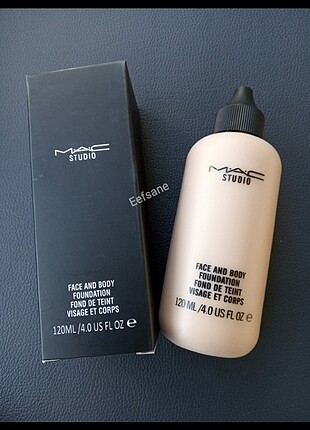 MAC
STUDIO
FACE AND BODY
FOUNDATION
FOND DE TEINT
VISAGE ET CORPS
120ML /4.0 US FL OZ ℮
Eefsane
MAC
STUDIO
FACE AND BODY
FOUNDATION
FOND DE TEINT
VISAGE ET CORPS
120 ML /4.0 US FL OZ ℮